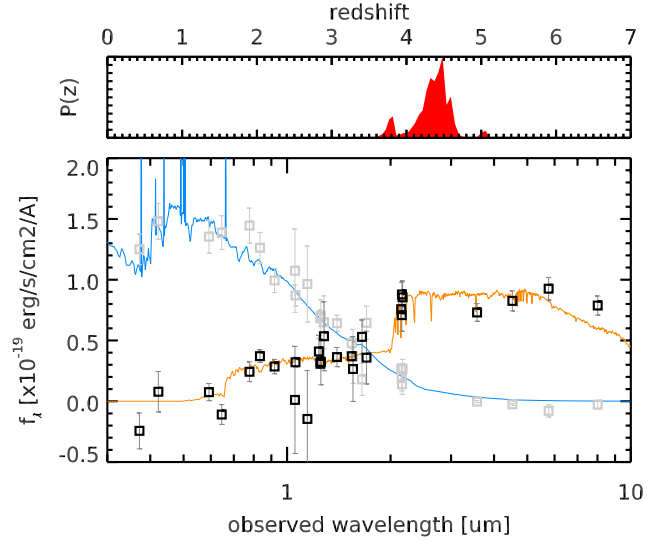 redshift
0 1 2 3 4 5 6 7
P(z)
2.0
1.5
1.0
0.5
0.0
-0.5
f_λ [x10^-19 erg/s/cm2/A]
1 10
observed wavelength [um]